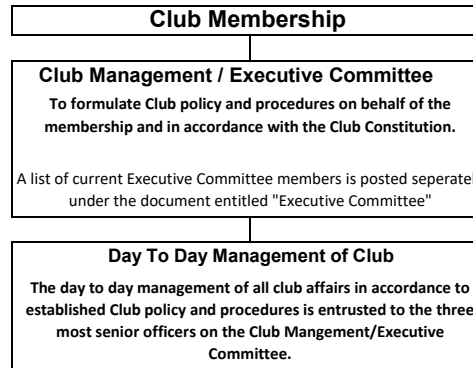 Club Membership
Club Management / Executive Committee
To formulate Club policy and procedures on behalf of the
membership and in accordance with the Club Constitution.
A list of current Executive Committee members is posted seperatel
under the document entitled "Executive Committee"
Day To Day Management of Club
The day to day management of all club affairs in accordance to
established Club policy and procedures is entrusted to the three
most senior officers on the Club Mangement/Executive
Committee.